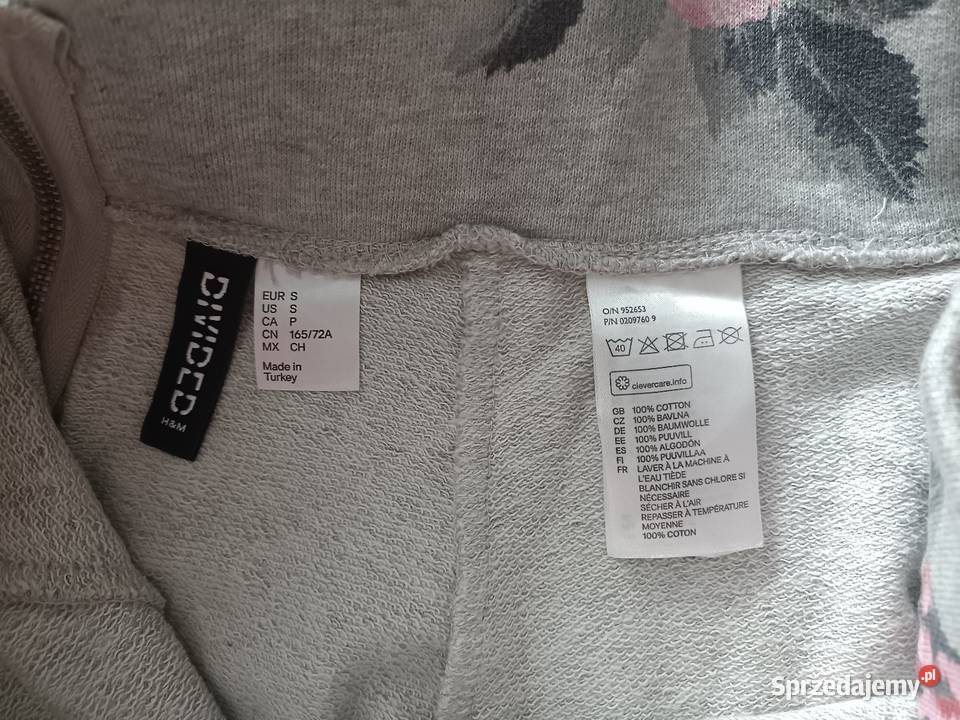 DIVIDED
H&M
EUR S
US S
CA P
CN 165/72A
MX CH
Made in
Turkey
O/N 952653
P/N 0209760 9
40
clevercare.info
GB 100% COTTON
CZ 100% BAVLNA
DE 100% BAUMWOLLE
EE 100% PUUVILL
ES 100% ALGODÓN
FI 100% PUUVILLAA
FR LAVER À LA MACHINE À
L'EAU TIÈDE
BLANCHIR SANS CHLORE SI
NÉCESSAIRE
SÉCHER À L'AIR
REPASSER À TEMPÉRATURE
MOYENNE
100% COTON
Sprzedajemy.pl